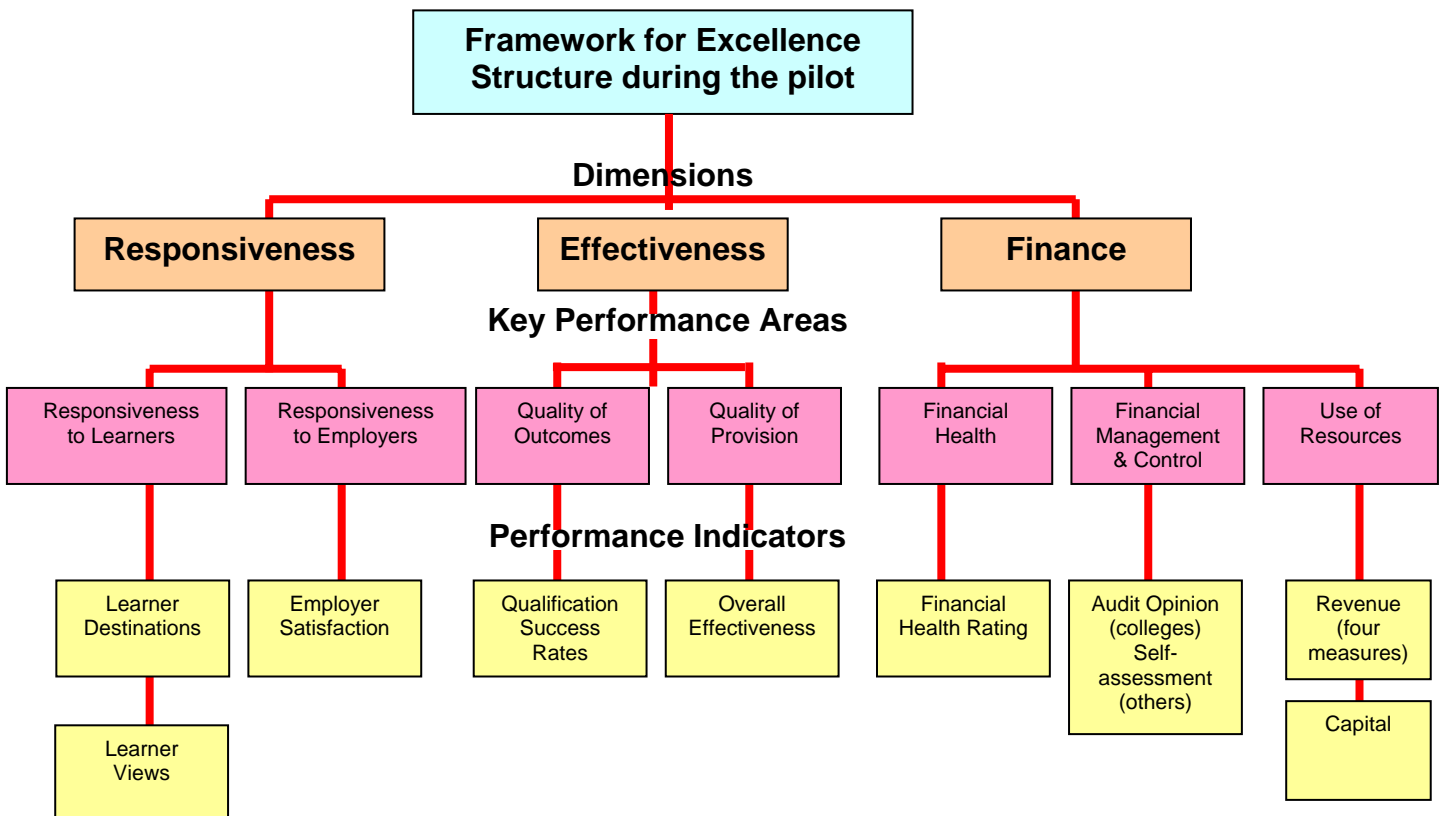 Framework for Excellence
Structure during the pilot
Dimensions
Responsiveness
Effectiveness
Finance
Key Performance Areas
Responsiveness
to Learners
Responsiveness
to Employers
Quality of
Outcomes
Quality of
Provision
Financial
Health
Financial
Management
& Control
Use of
Resources
Performance Indicators
Learner
Destinations
Employer
Satisfaction
Qualification
Success
Rates
Overall
Effectiveness
Financial
Health Rating
Audit Opinion
(colleges)
Self-
assessment
(others)
Revenue
(four
measures)
Learner
Views
Capital